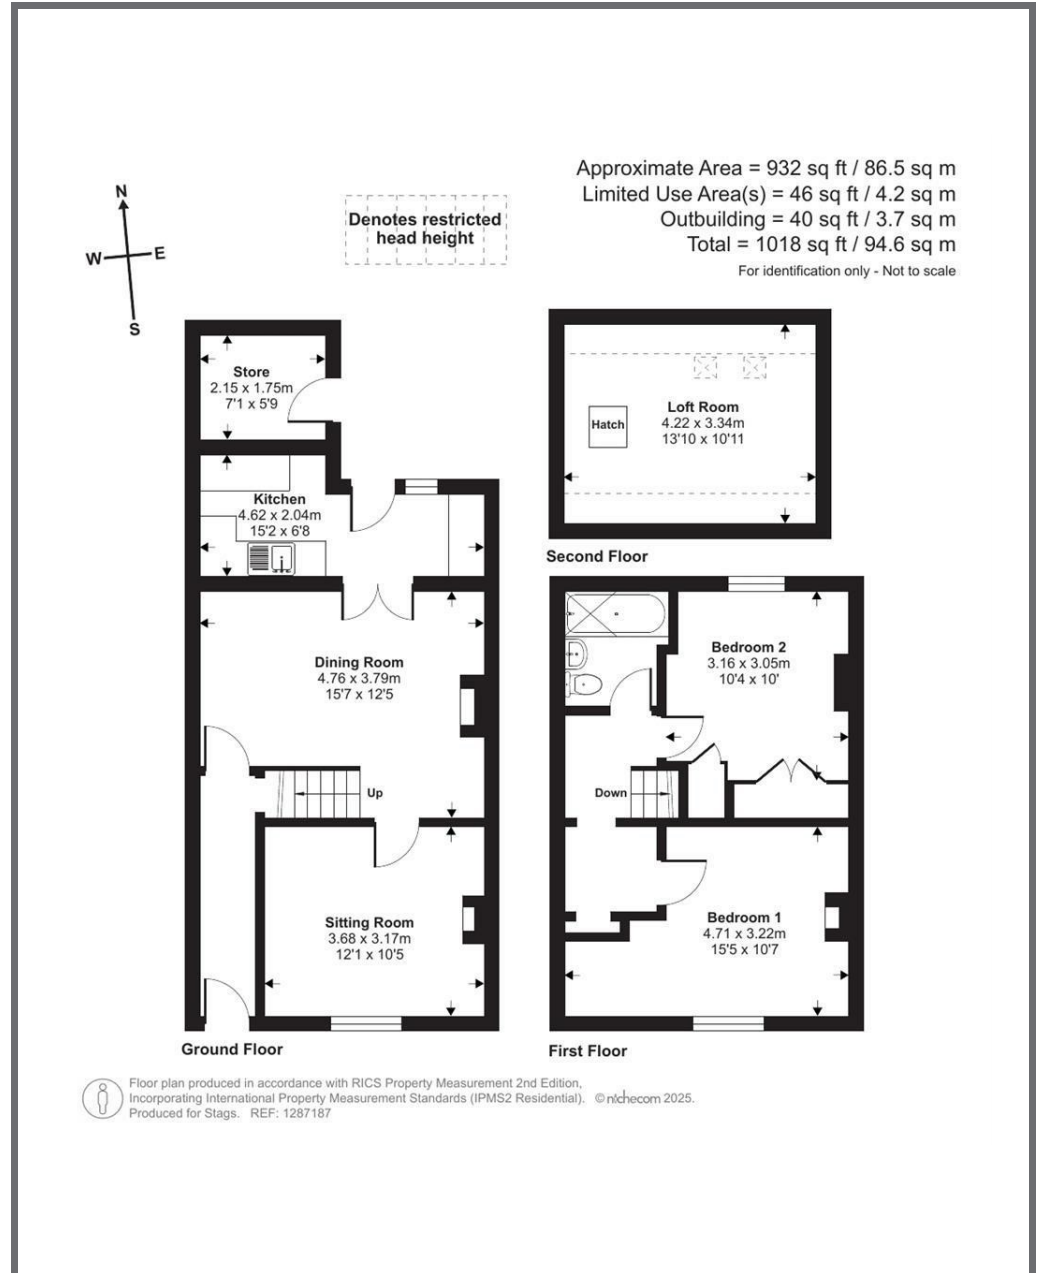 Approximate Area = 932 sq ft / 86.5 sq m
Limited Use Area(s) = 46 sq ft / 4.2 sq m
Outbuilding = 40 sq ft / 3.7 sq m
Total = 1018 sq ft / 94.6 sq m
For identification only - Not to scale
N
W
E
S
Denotes restricted
head height
Store
2.15 x 1.75m
7'1 x 5'9
Kitchen
4.62 x 2.04m
15'2 x 6'8
Dining Room
4.76 x 3.79m
15'7 x 12'5
Up
Sitting Room
3.68 x 3.17m
12'1 x 10'5
Ground Floor
Loft Room
4.22 x 3.34m
13'10 x 10'11
Hatch
Second Floor
Bedroom 2
3.16 x 3.05m
10'4 x 10'
Down
Bedroom 1
4.71 x 3.22m
15'5 x 10'7
First Floor
Floor plan produced in accordance with RICS Property Measurement 2nd Edition,
Incorporating International Property Measurement Standards (IPMS2 Residential). © nichecom 2025.
Produced for Stags. REF: 1287187